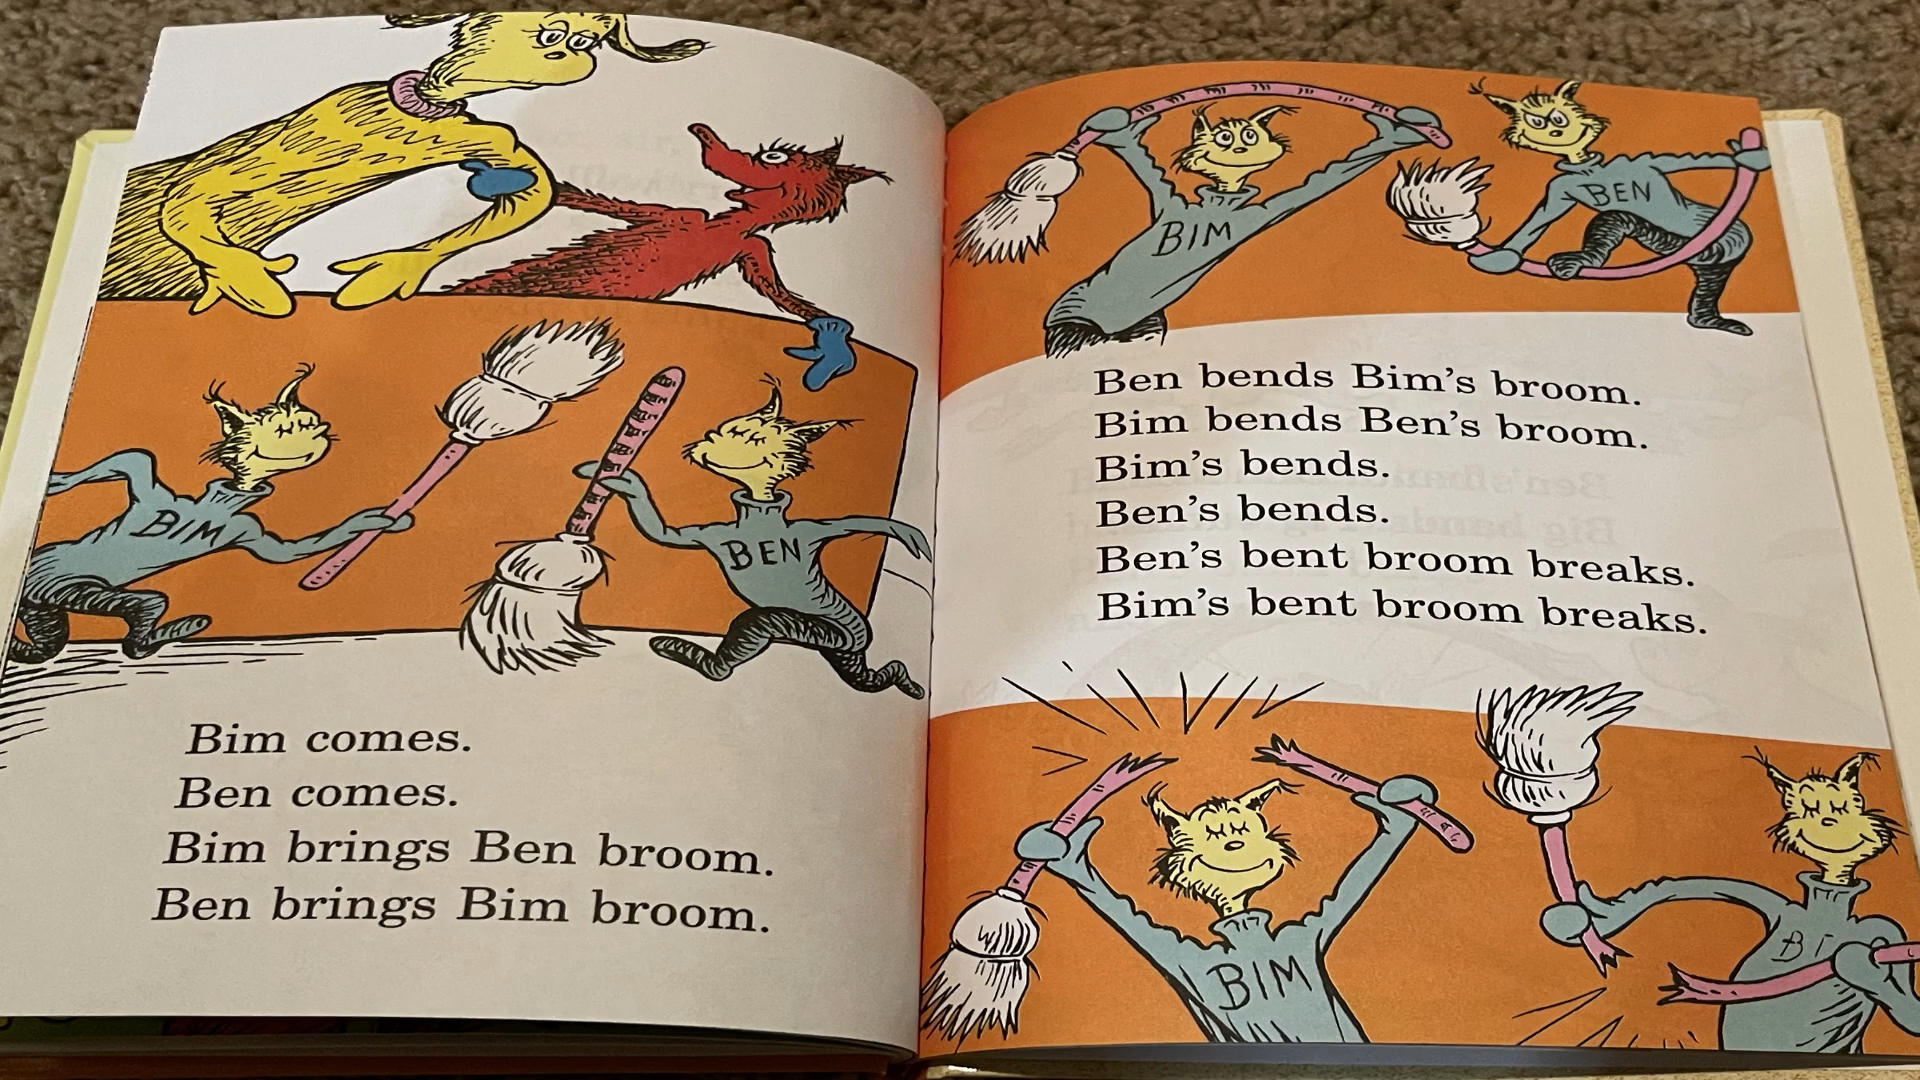 BIM
BEN
Bim comes.
Ben comes.
Bim brings Ben broom.
Ben brings Bim broom.
BIM
BEN
Ben bends Bim's broom.
Bim bends Ben's broom.
Bim's bends.
Ben's bends.
Ben's bent broom breaks.
Bim's bent broom breaks.
BIM